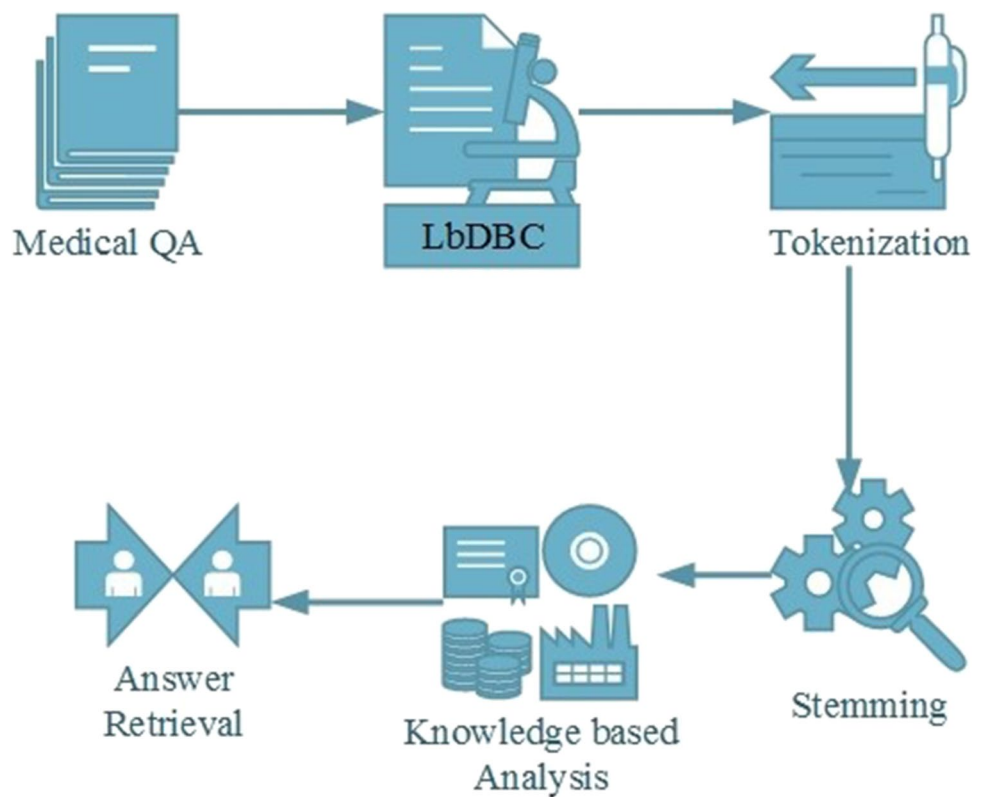 Medical QA
LbDBC
Tokenization
Answer
Retrieval
Knowledge based
Analysis
Stemming